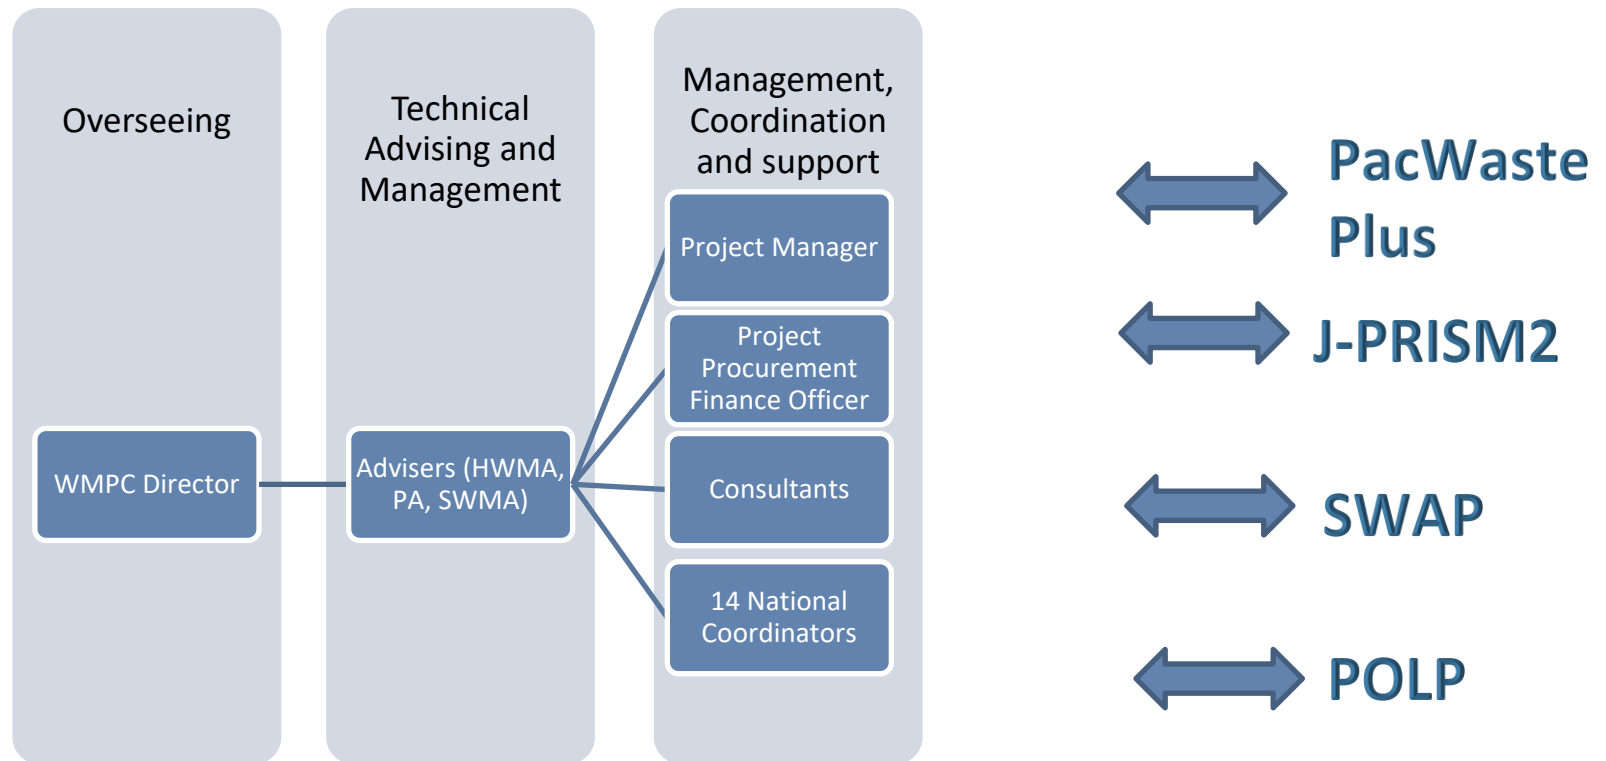 Overseeing
Technical
Advising and
Management
Management,
Coordination
and support
WMPC Director
Advisers (HWMA,
PA, SWMA)
Project Manager
Project
Procurement
Finance Officer
Consultants
14 National
Coordinators
PacWaste
Plus
J-PRISM2
SWAP
POLP